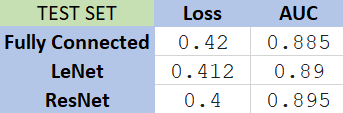 TEST SET Loss AUC
Fully Connected 0.42 0.885
LeNet 0.412 0.89
ResNet 0.4 0.895